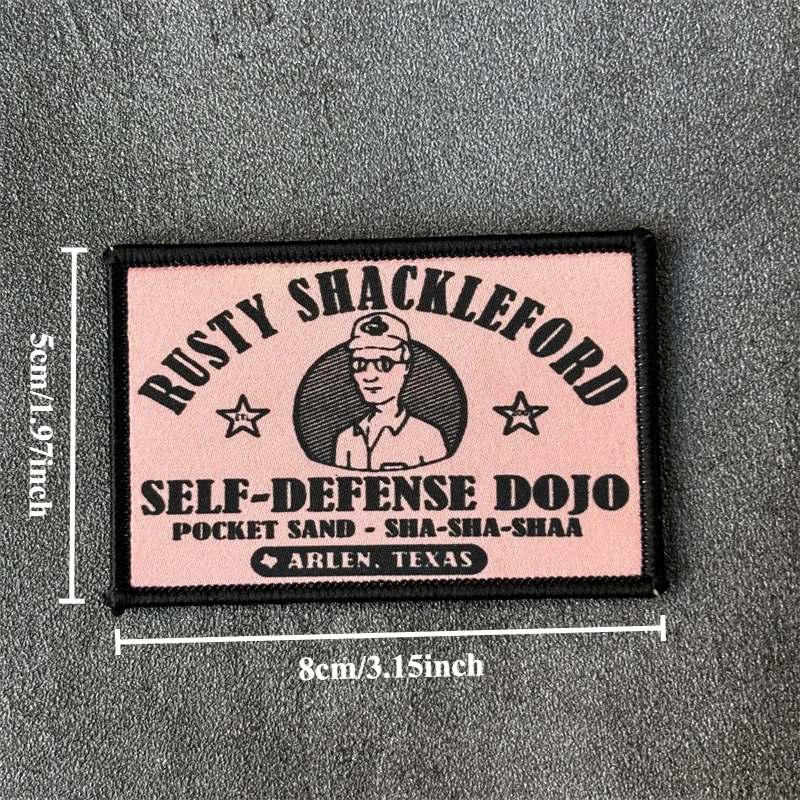 RUSTY SHACKLEFORD
SELF-DEFENSE DOJO
POCKET SAND - SHA-SHA-SHAA
ARLEN, TEXAS
5cm/1.97inch
8cm/3.15inch